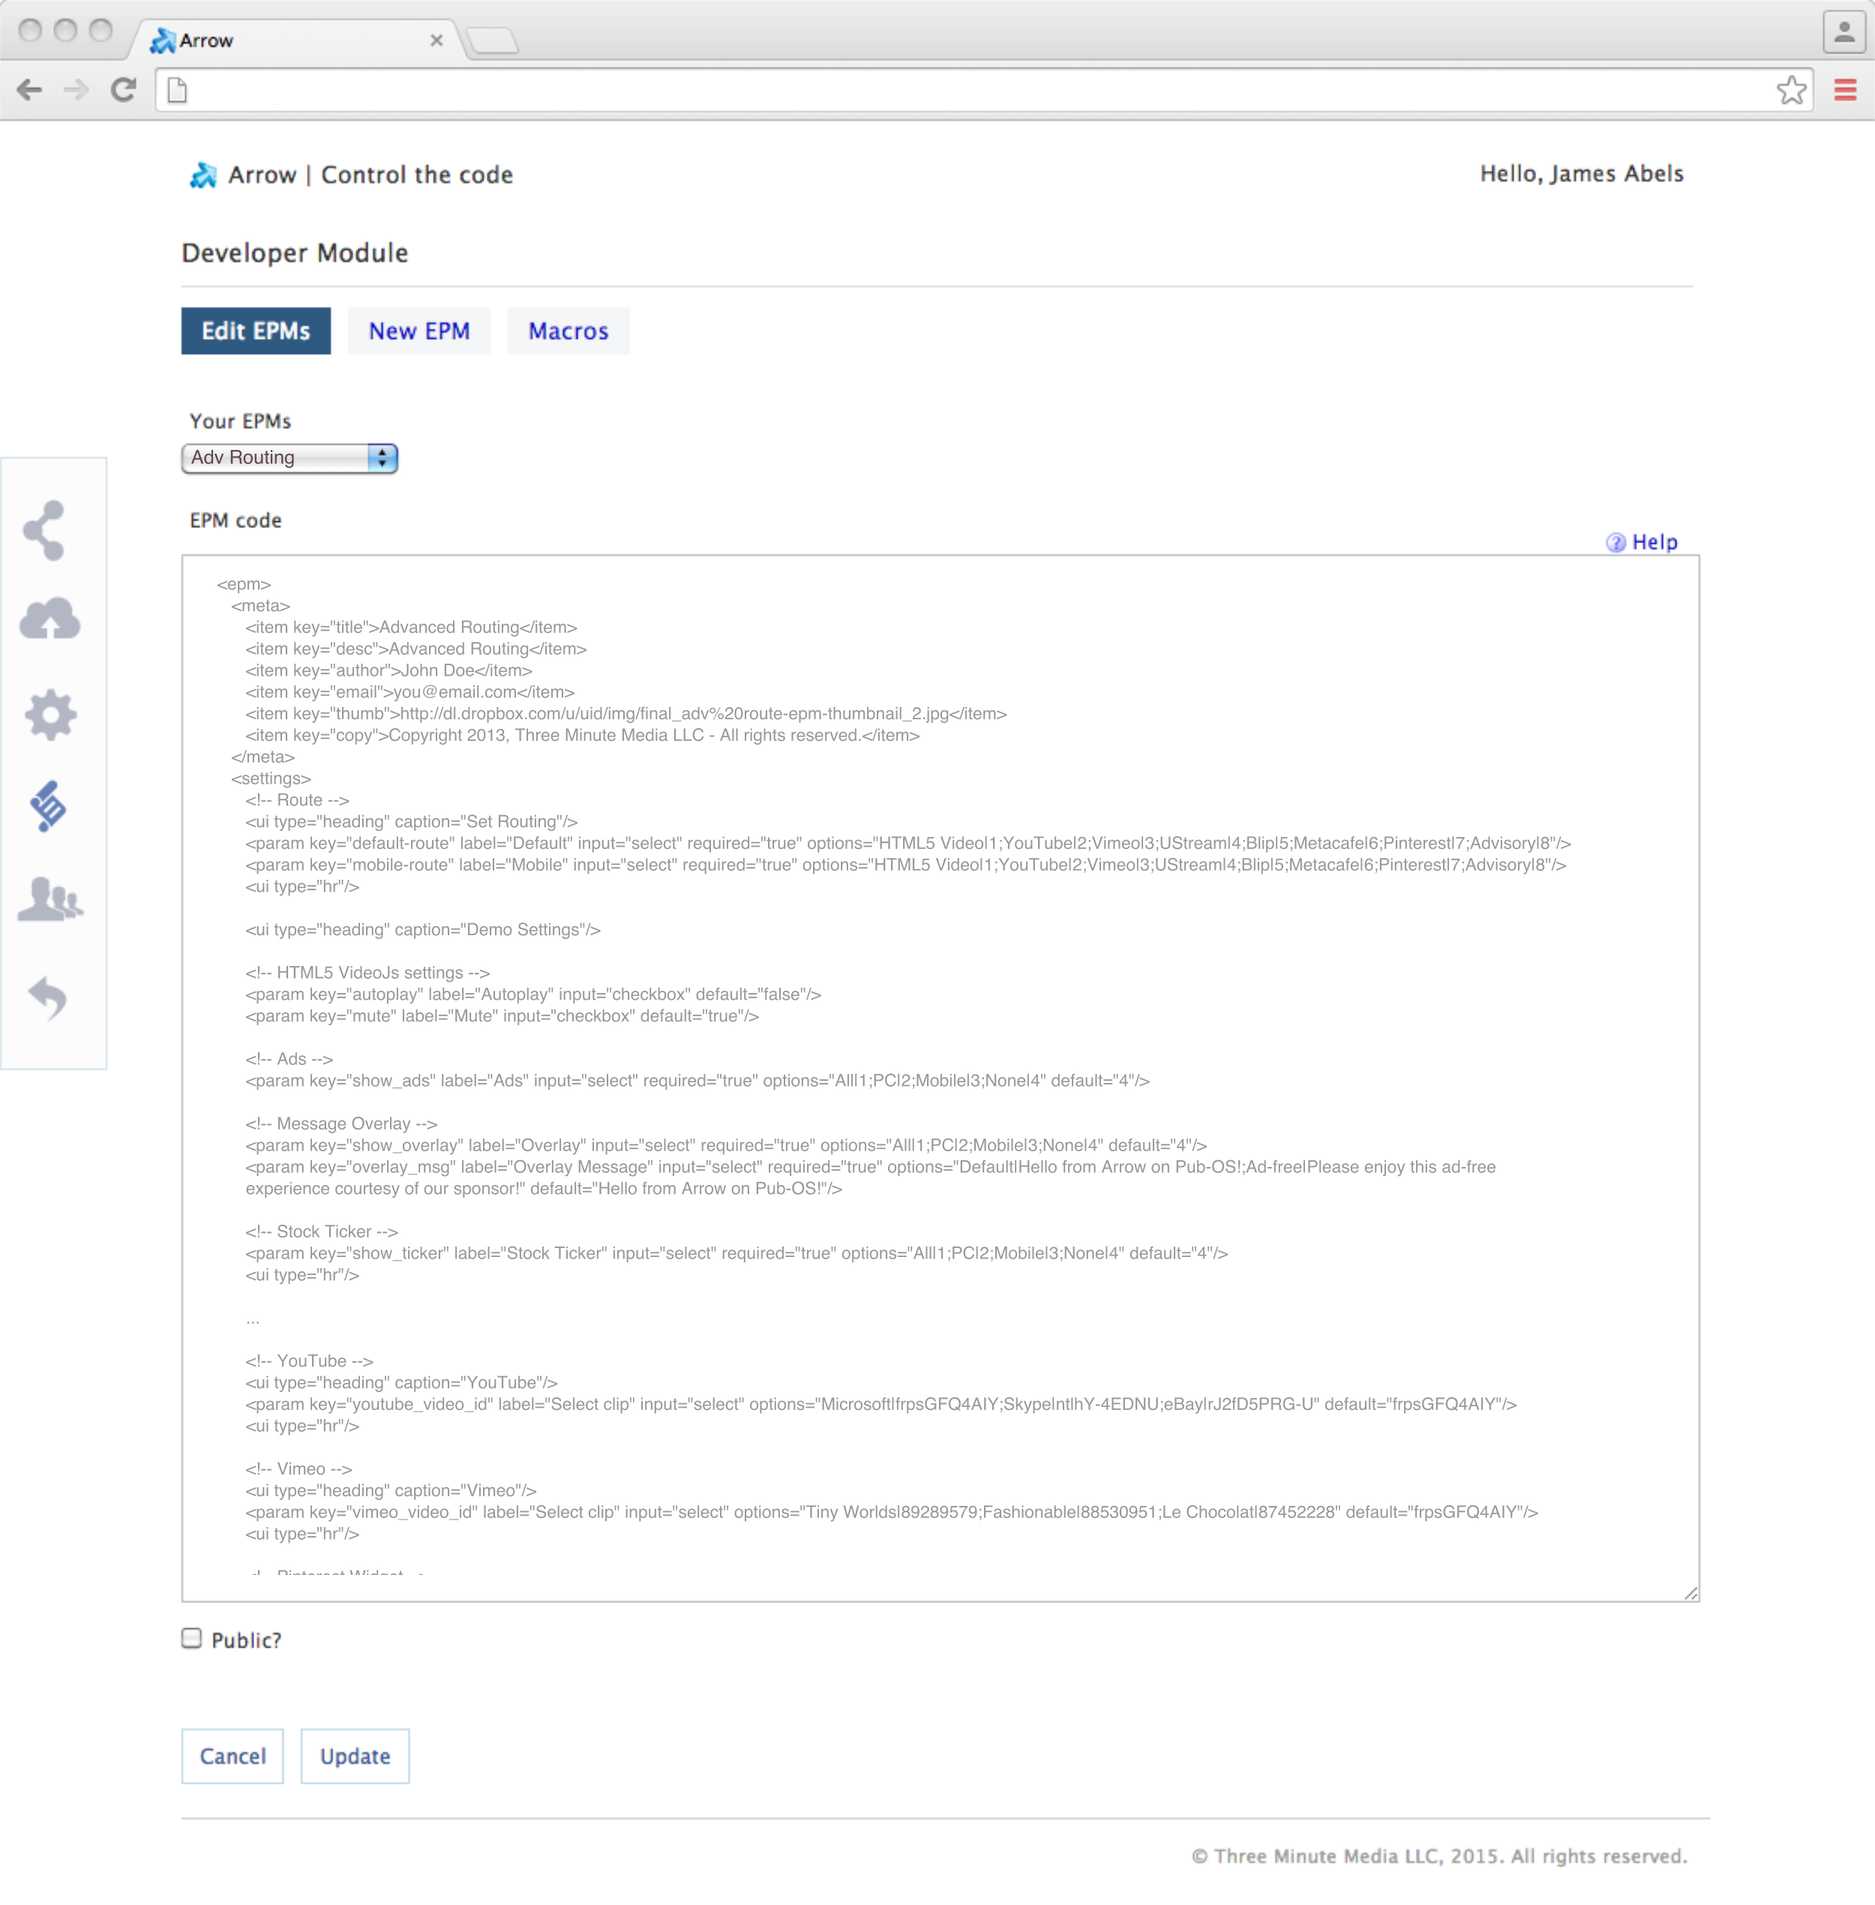 Arrow
Arrow | Control the code
Hello, James Abels
Developer Module
Edit EPMs
New EPM
Macros
Your EPMs
Adv Routing
EPM code
Help
<epm>
<meta>
<item key="title">Advanced Routing</item>
<item key="desc">Advanced Routing</item>
<item key="author">John Doe</item>
<item key="email">you@email.com</item>
<item key="thumb">http://dl.dropbox.com/u/uid/img/final_adv%20route-epm-thumbnail_2.jpg</item>
<item key="copy">Copyright 2013, Three Minute Media LLC - All rights reserved.</item>
</meta>
<settings>
<!-- Route -->
<ui type="heading" caption="Set Routing"/>
<param key="default-route" label="Default" input="select" required="true" options="HTML5 Video|1;YouTube|2;Vimeo|3;UStream|4;Blip|5;Metacafe|6;Pinterest|7;Advisory|8"/>
<param key="mobile-route" label="Mobile" input="select" required="true" options="HTML5 Video|1;YouTube|2;Vimeo|3;UStream|4;Blip|5;Metacafe|6;Pinterest|7;Advisory|8"/>
<ui type="hr"/>
<ui type="heading" caption="Demo Settings"/>
<!-- HTML5 VideoJs settings -->
<param key="autoplay" label="Autoplay" input="checkbox" default="false"/>
<param key="mute" label="Mute" input="checkbox" default="true"/>
<!-- Ads -->
<param key="show_ads" label="Ads" input="select" required="true" options="All|1;PC|2;Mobile|3;None|4" default="4"/>
<!-- Message Overlay -->
<param key="show_overlay" label="Overlay" input="select" required="true" options="All|1;PC|2;Mobile|3;None|4" default="4"/>
<param key="overlay_msg" label="Overlay Message" input="select" required="true" options="Default|Hello from Arrow on Pub-OS!;Ad-free|Please enjoy this ad-free
experience courtesy of our sponsor!" default="Hello from Arrow on Pub-OS!"/>
<!-- Stock Ticker -->
<param key="show_ticker" label="Stock Ticker" input="select" required="true" options="All|1;PC|2;Mobile|3;None|4" default="4"/>
<ui type="hr"/>
...
<!-- YouTube -->
<ui type="heading" caption="YouTube"/>
<param key="youtube_video_id" label="Select clip" input="select" options="Microsoft|frpsGFQ4AIY;Skype|ntlhY-4EDNU;eBay|rJ2fD5PRG-U" default="frpsGFQ4AIY"/>
<ui type="hr"/>
<!-- Vimeo -->
<ui type="heading" caption="Vimeo"/>
<param key="vimeo_video_id" label="Select clip" input="select" options="Tiny Worlds|89289579;Fashionable|88530951;Le Chocolat|87452228" default="frpsGFQ4AIY"/>
<ui type="hr"/>
<!-- Pinterest Widget -->
Public?
Cancel
Update
© Three Minute Media LLC, 2015. All rights reserved.